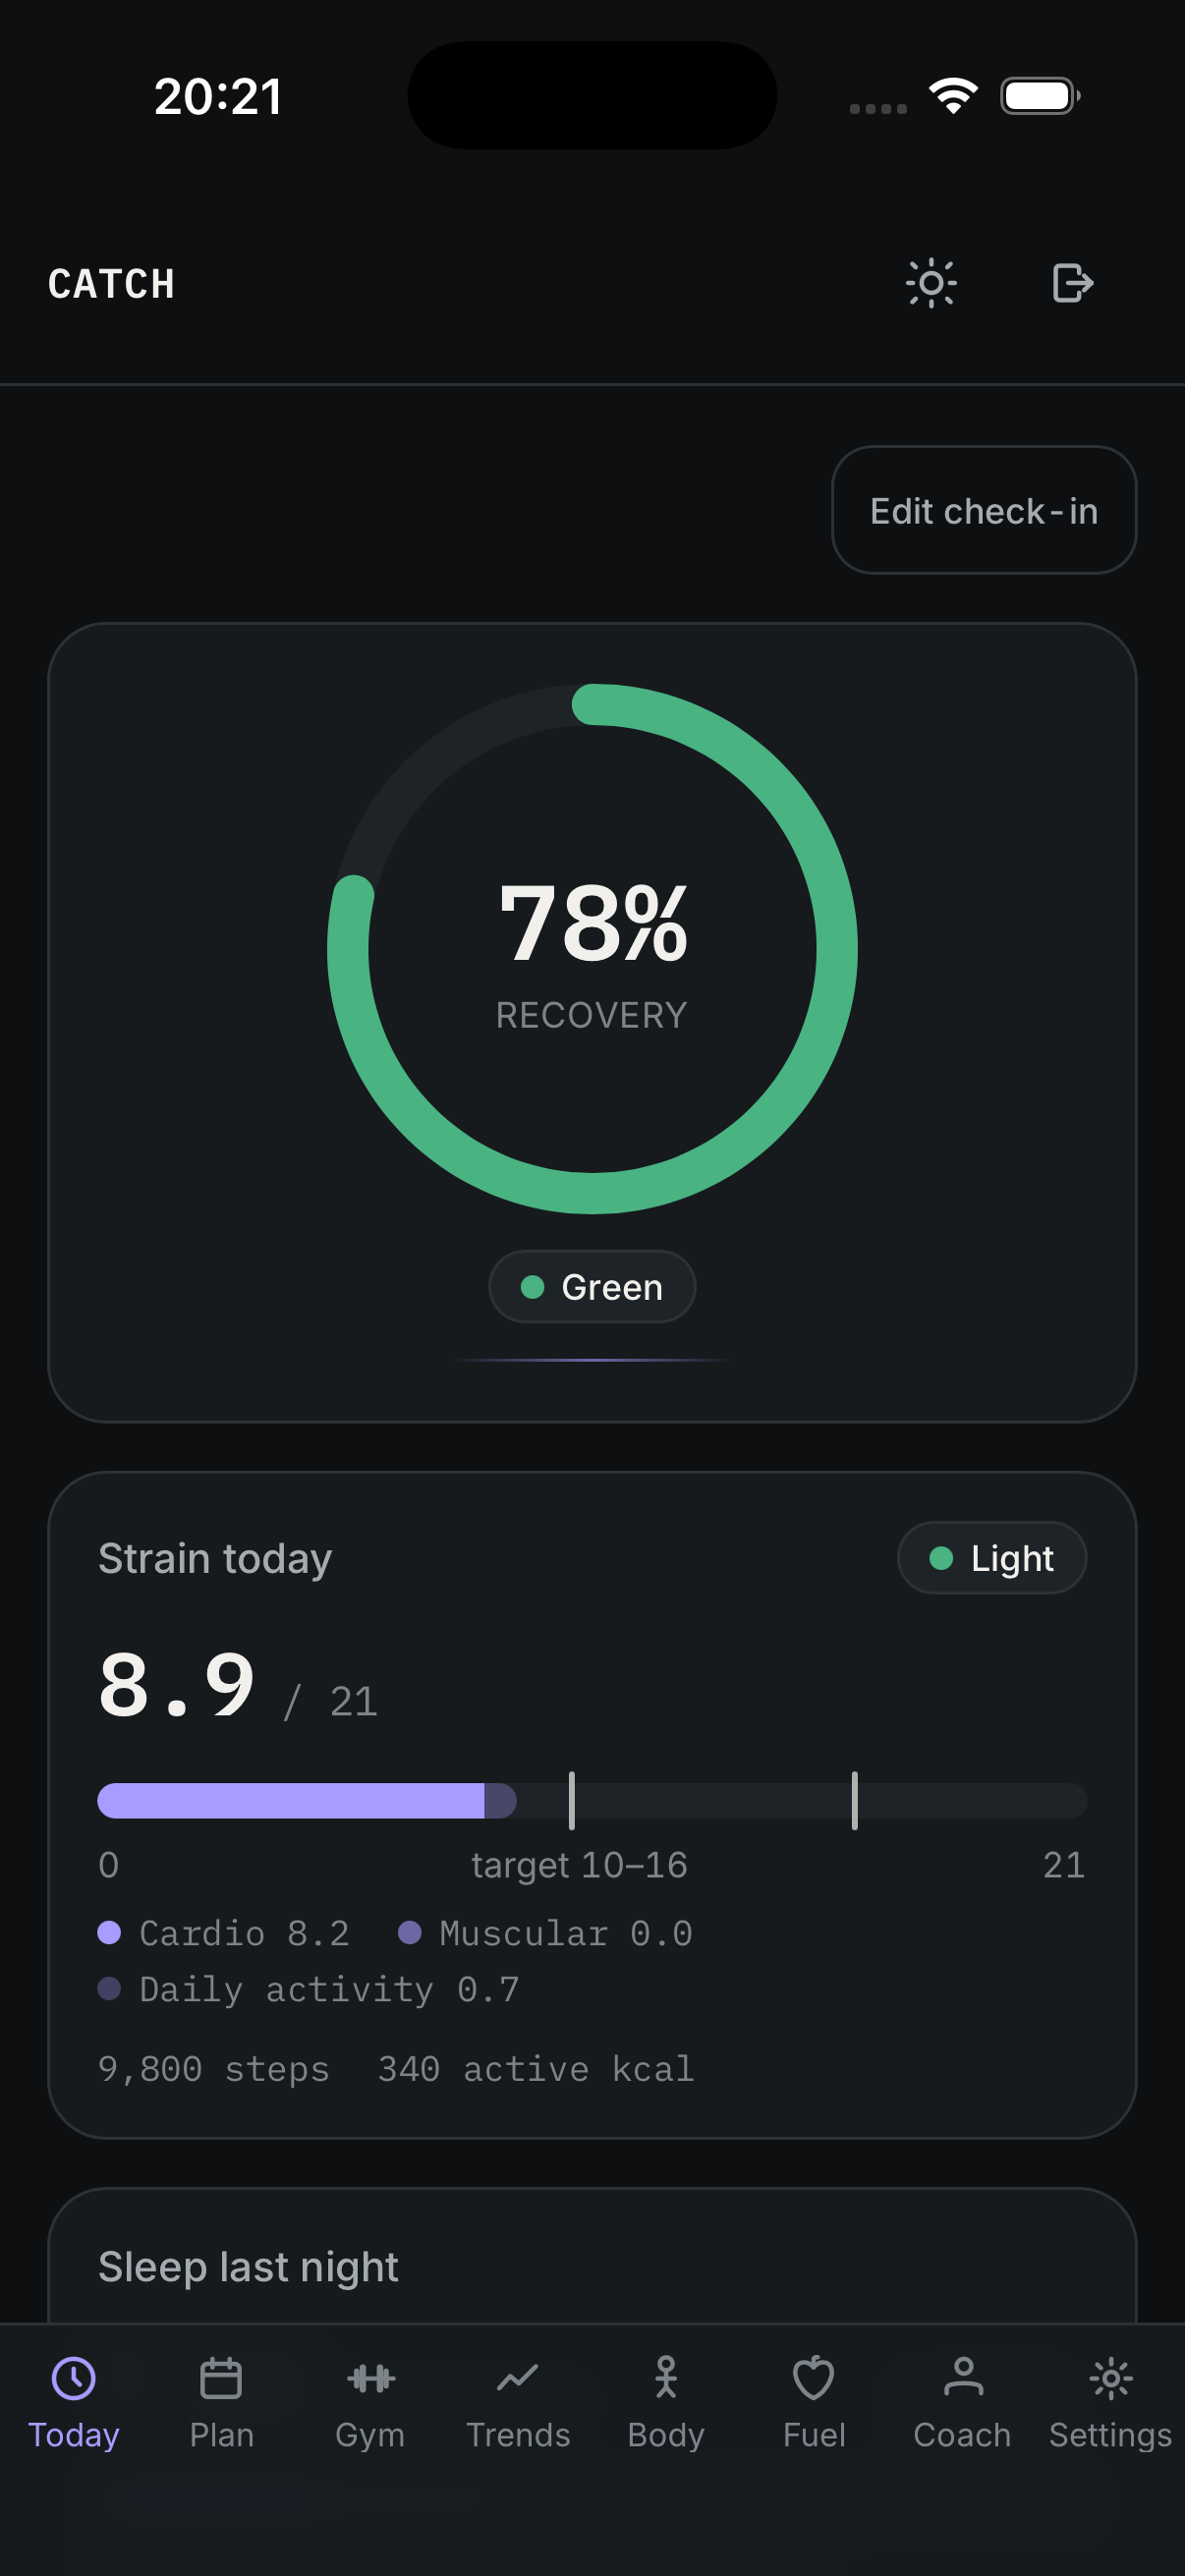 20:21
CATCH
Edit check-in
78%
RECOVERY
Green
Strain today
Light
8.9 / 21
0 target 10–16 21
Cardio 8.2 Muscular 0.0
Daily activity 0.7
9,800 steps 340 active kcal
Sleep last night
Today Plan Gym Trends Body Fuel Coach Settings